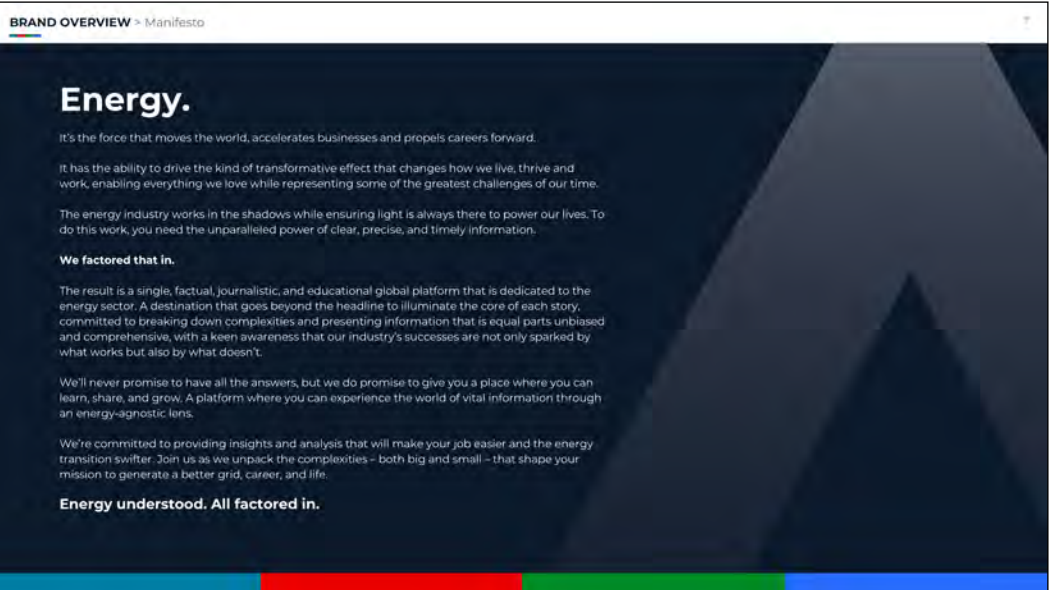 BRAND OVERVIEW > Manifesto
Energy.
It's the force that moves the world, accelerates businesses and propels careers forward.
It has the ability to drive the kind of transformative effect that changes how we live, thrive and
work, enabling everything we love while representing some of the greatest challenges of our time.
The energy industry works in the shadows while ensuring light is always there to power our lives. To
do this work, you need the unparalleled power of clear, precise, and timely information.
We factored that in.
The result is a single, factual, journalistic, and educational global platform that is dedicated to the
energy sector. A destination that goes beyond the headline to illuminate the core of each story,
committed to breaking down complexities and presenting information that is equal parts unbiased
and comprehensive, with a keen awareness that our industry's successes are not only sparked by
what works but also by what doesn't.
We'll never promise to have all the answers, but we do promise to give you a place where you can
learn, share, and grow. A platform where you can experience the world of vital information through
an energy-agnostic lens.
We're committed to providing insights and analysis that will make your job easier and the energy
transition swifter. Join us as we unpack the complexities – both big and small – that shape your
mission to generate a better grid, career, and life.
Energy understood. All factored in.